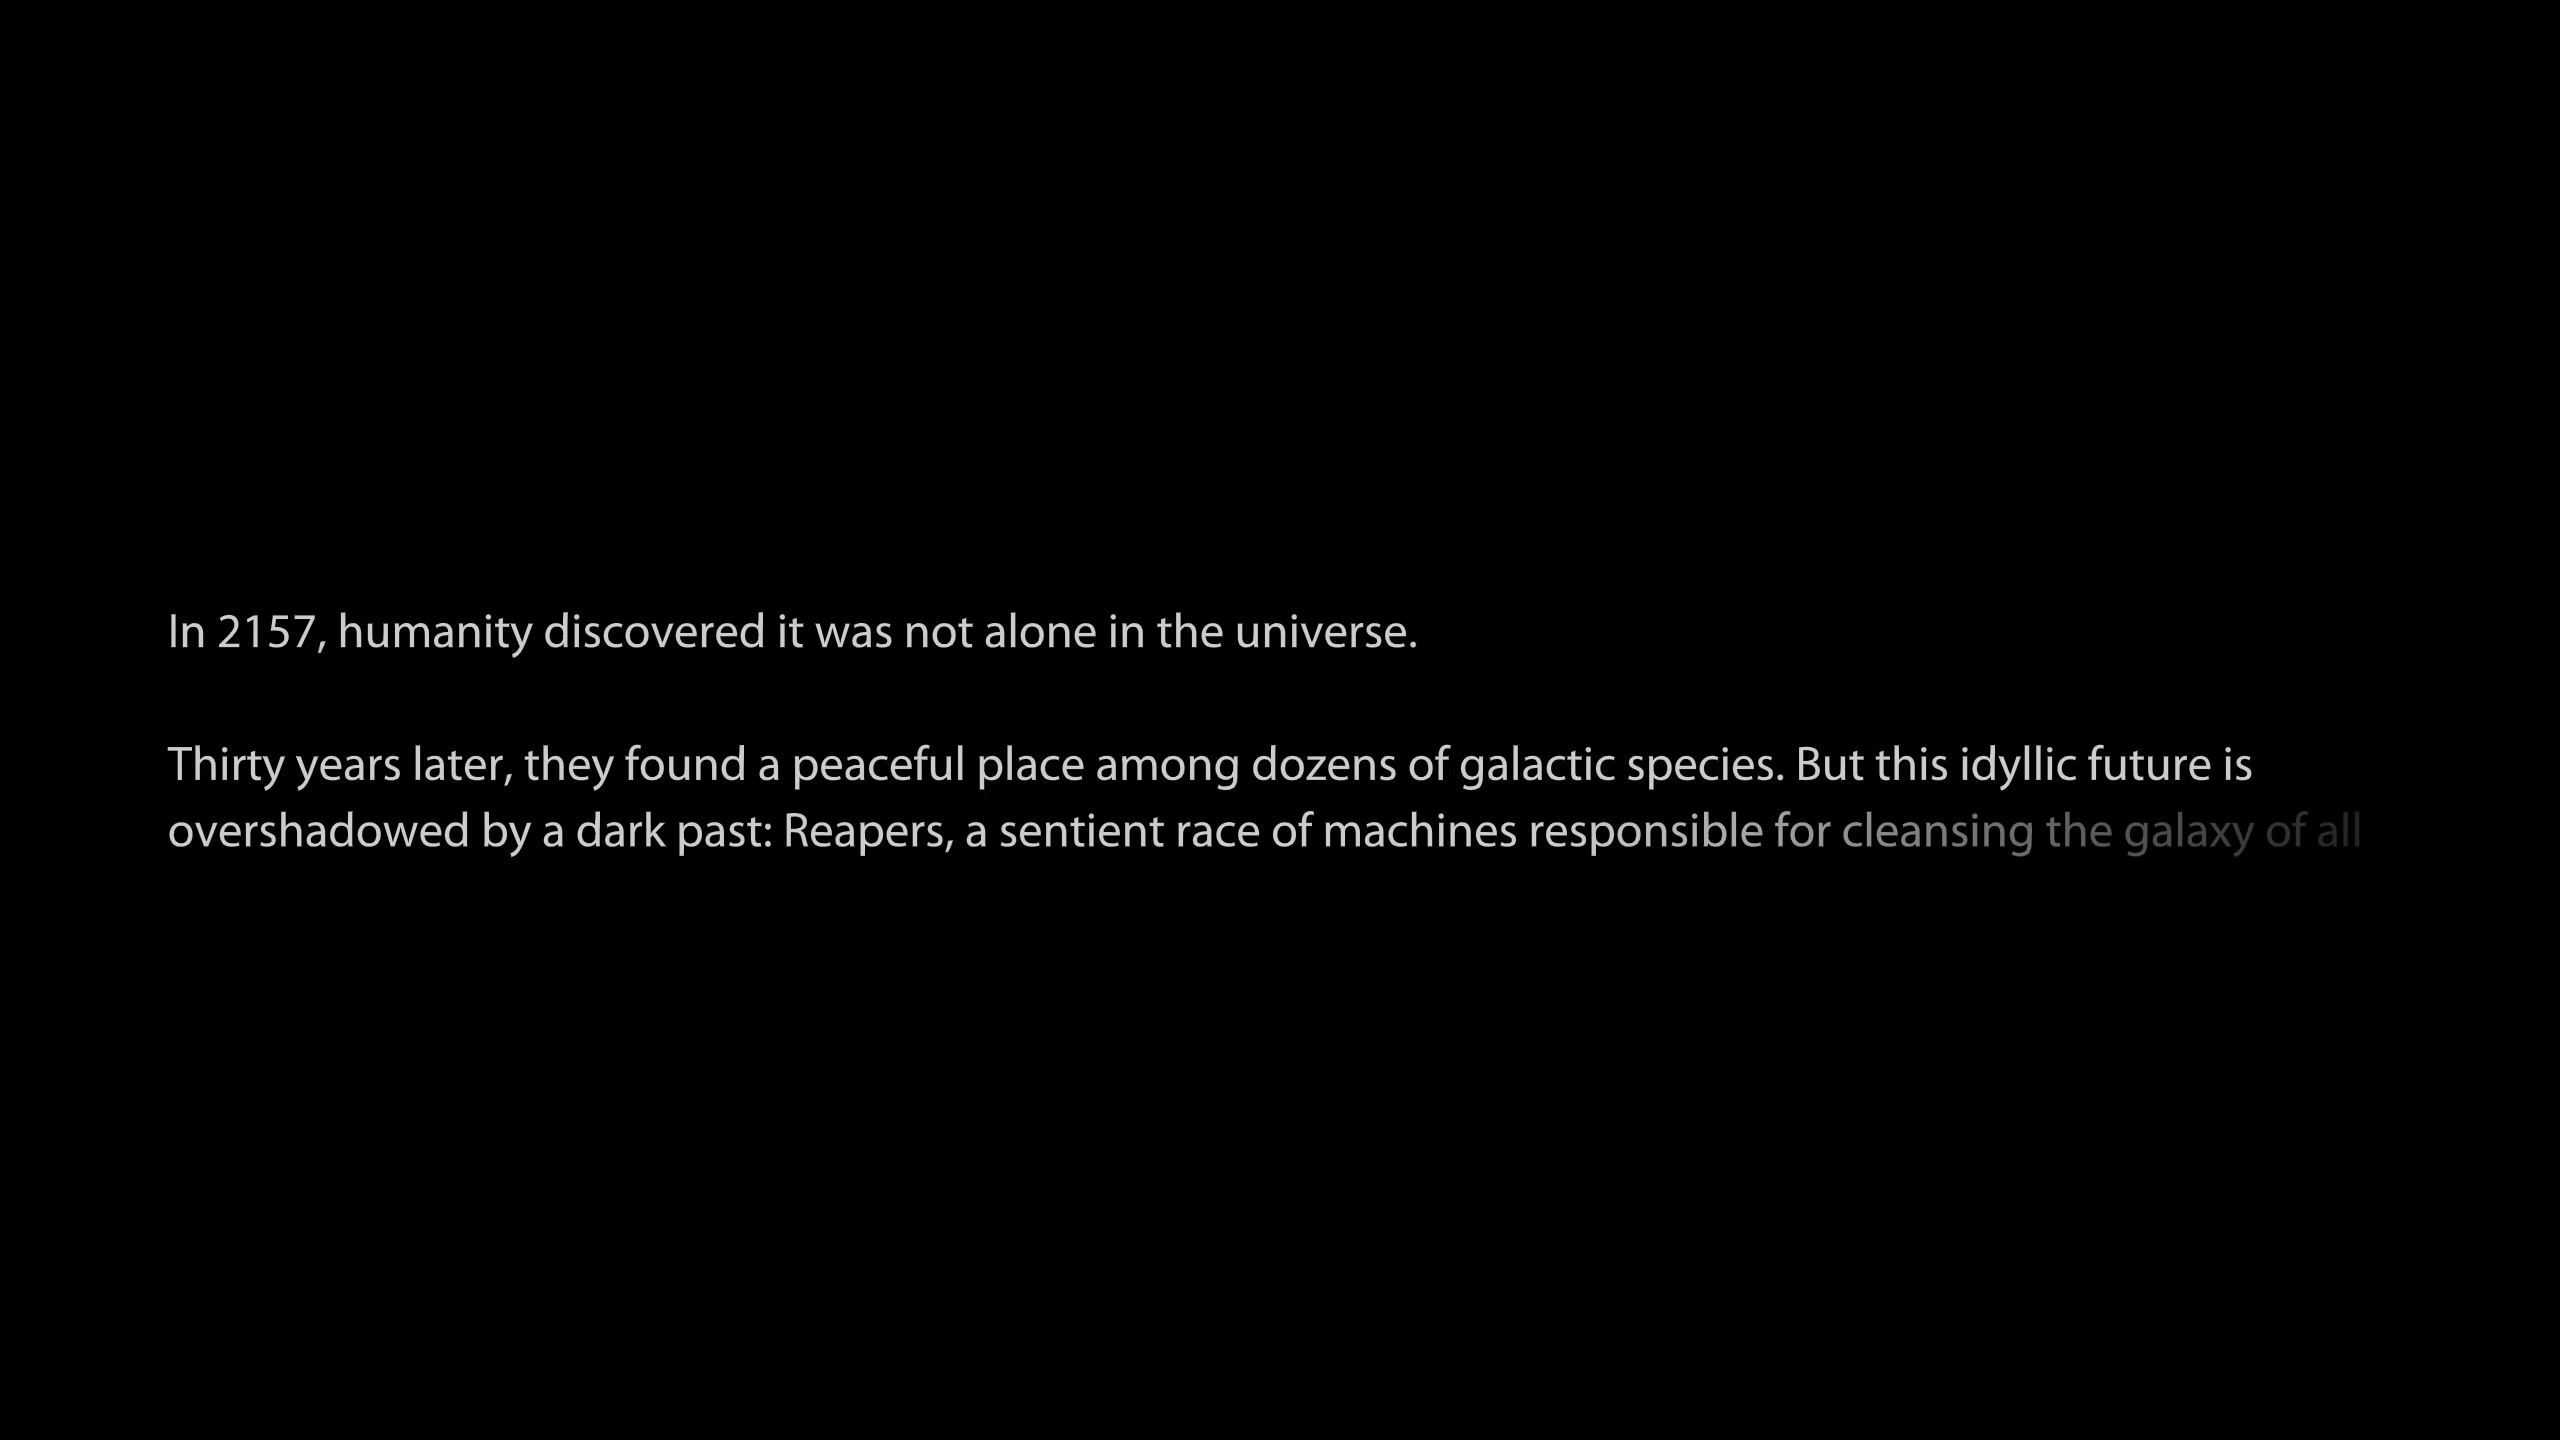 In 2157, humanity discovered it was not alone in the universe.
Thirty years later, they found a peaceful place among dozens of galactic species. But this idyllic future is
overshadowed by a dark past: Reapers, a sentient race of machines responsible for cleansing the galaxy of all